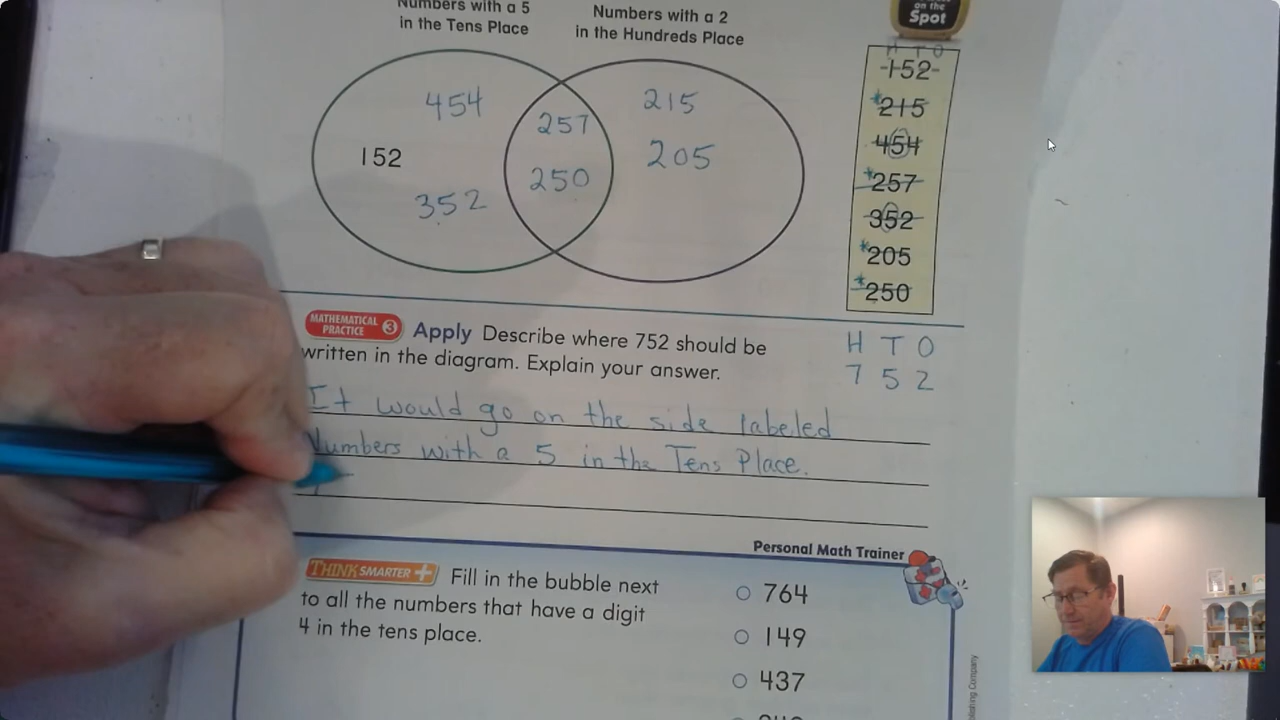 Numbers with a 5
in the Tens Place
Numbers with a 2
in the Hundreds Place
on the
Spot
H T O
152
215
454
257
352
205
250
454
152
352
257
250
215
205
MATHEMATICAL
PRACTICE 3
Apply Describe where 752 should be
written in the diagram. Explain your answer.
H T O
7 5 2
It would go on the side labeled
Numbers with a 5 in the Tens Place.
Personal Math Trainer
THINK SMARTER +
Fill in the bubble next
to all the numbers that have a digit
4 in the tens place.
764
149
437
blishing Company